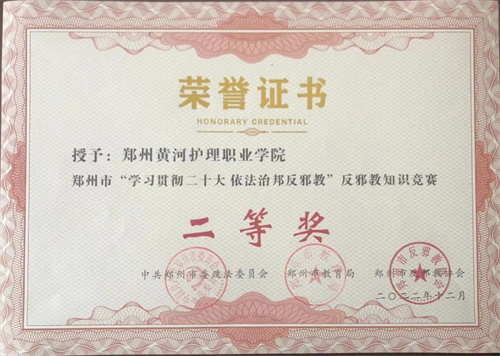 荣誉证书
HONORARY CREDENTIAL
授予：郑州黄河护理职业学院
郑州市“学习贯彻二十大 依法治邦反邪教”反邪教知识竞赛
二等奖
中共郑州市委政法委员会 郑州市教育局 郑州市反邪教协会
二〇二二年十二月